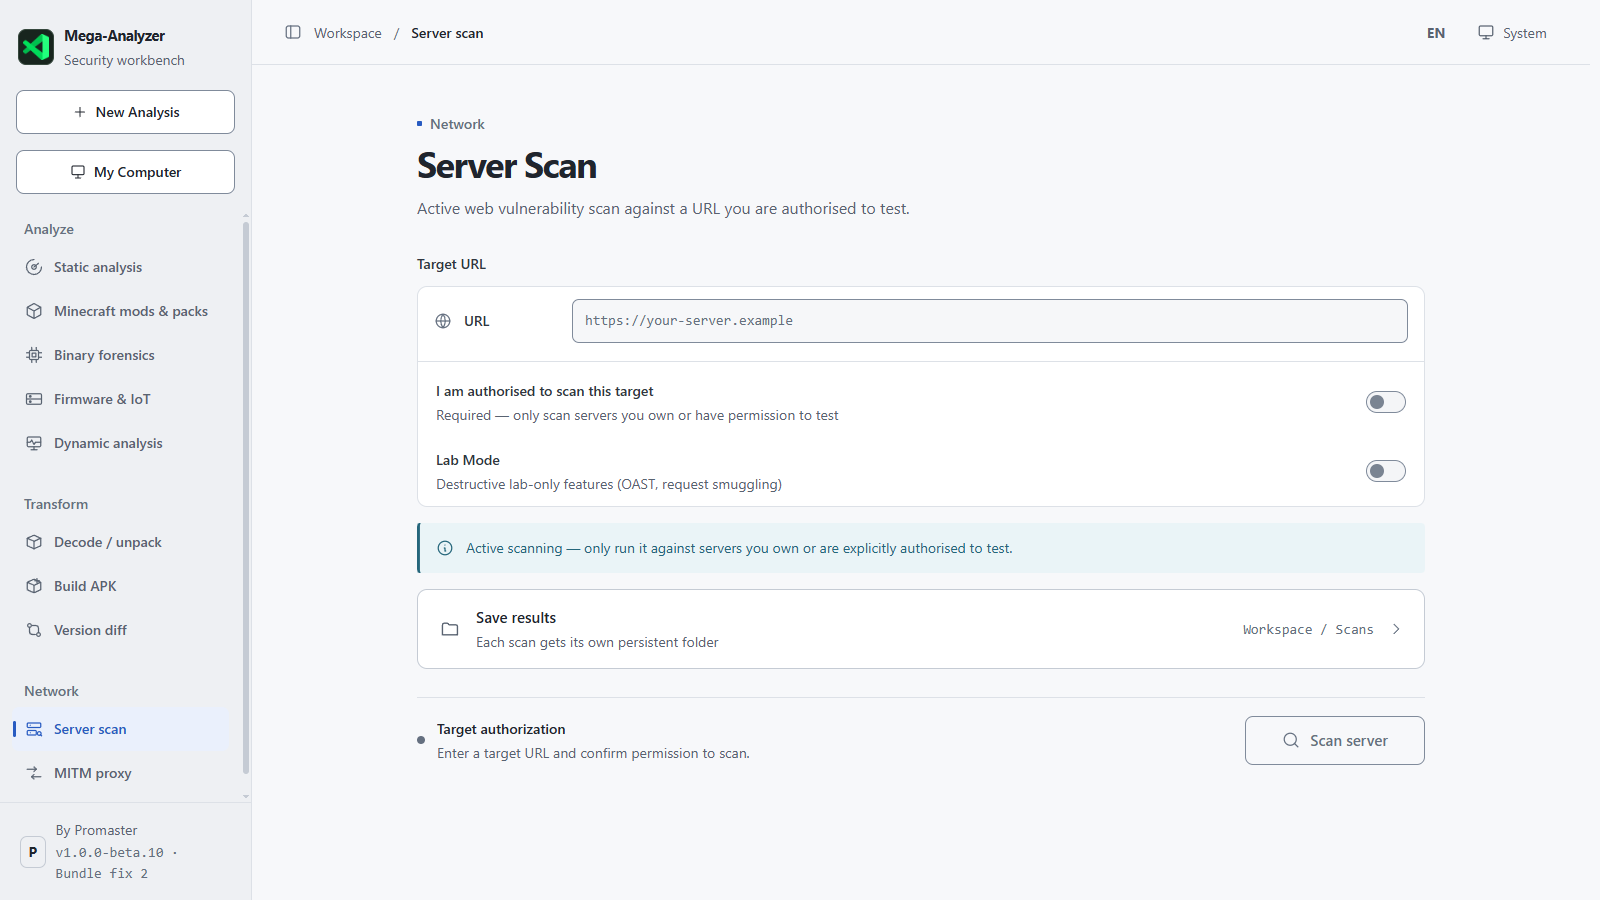 Mega-Analyzer
Security workbench
New Analysis
My Computer
Analyze
Static analysis
Minecraft mods & packs
Binary forensics
Firmware & IoT
Dynamic analysis
Transform
Decode / unpack
Build APK
Version diff
Network
Server scan
MITM proxy
P
By Promaster
v1.0.0-beta.10 ·
Bundle fix 2
Workspace / Server scan
EN
System
Network
Server Scan
Active web vulnerability scan against a URL you are authorised to test.
Target URL
URL
https://your-server.example
I am authorised to scan this target
Required — only scan servers you own or have permission to test
Lab Mode
Destructive lab-only features (OAST, request smuggling)
Active scanning — only run it against servers you own or are explicitly authorised to test.
Save results
Each scan gets its own persistent folder
Workspace / Scans
Target authorization
Enter a target URL and confirm permission to scan.
Scan server